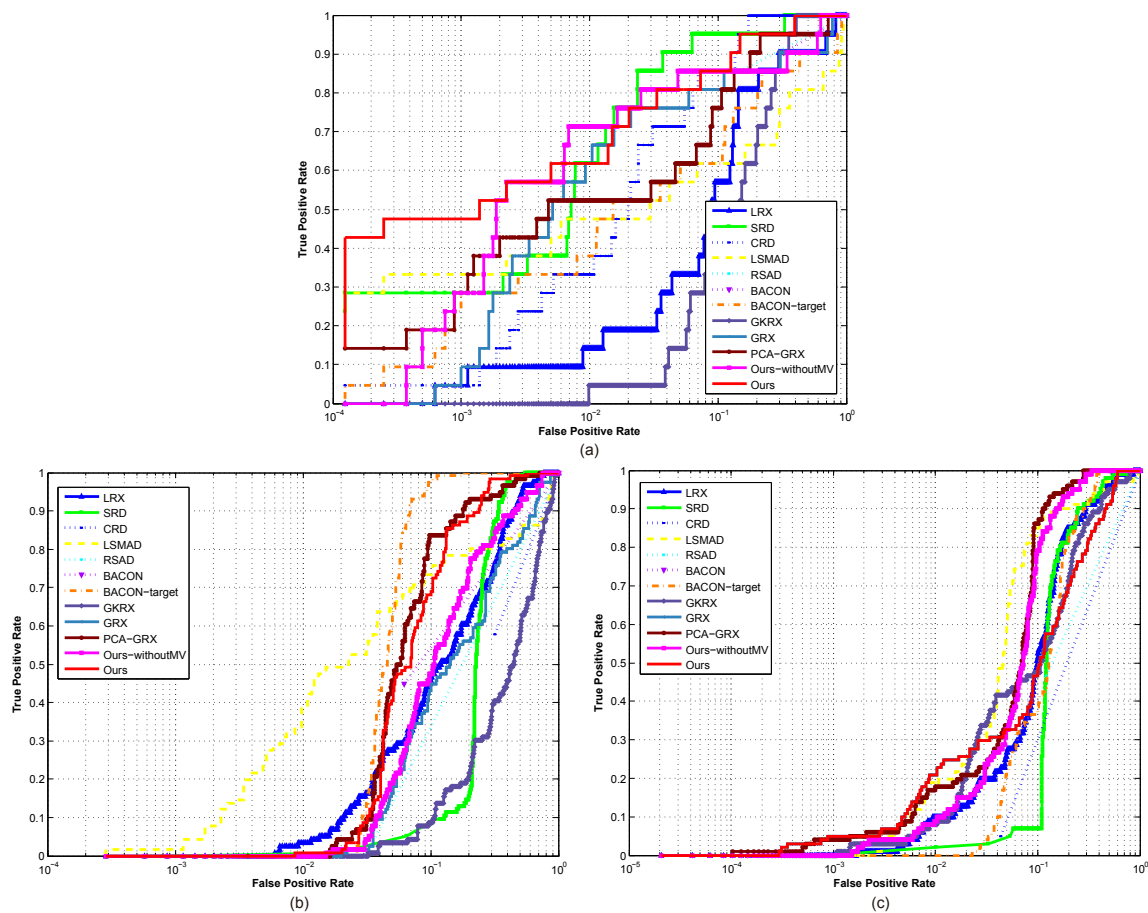 1
0.9
0.8
0.7
0.6
0.5
0.4
0.3
0.2
0.1
0
True Positive Rate
LRX
SRD
CRD
LSMAD
RSAD
BACON
BACON−target
GKRX
GRX
PCA−GRX
Ours−withoutMV
Ours
10−4 10−3 10−2 10−1 100
False Positive Rate
(a)
1
0.9
0.8
0.7
0.6
0.5
0.4
0.3
0.2
0.1
0
True Positive Rate
LRX
SRD
CRD
LSMAD
RSAD
BACON
BACON−target
GKRX
GRX
PCA−GRX
Ours−withoutMV
Ours
10−4 10−3 10−2 10−1 100
False Positive Rate
(b)
1
0.9
0.8
0.7
0.6
0.5
0.4
0.3
0.2
0.1
0
True Positive Rate
LRX
SRD
CRD
LSMAD
RSAD
BACON
BACON−target
GKRX
GRX
PCA−GRX
Ours−withoutMV
Ours
10−5 10−4 10−3 10−2 10−1 100
False Positive Rate
(c)